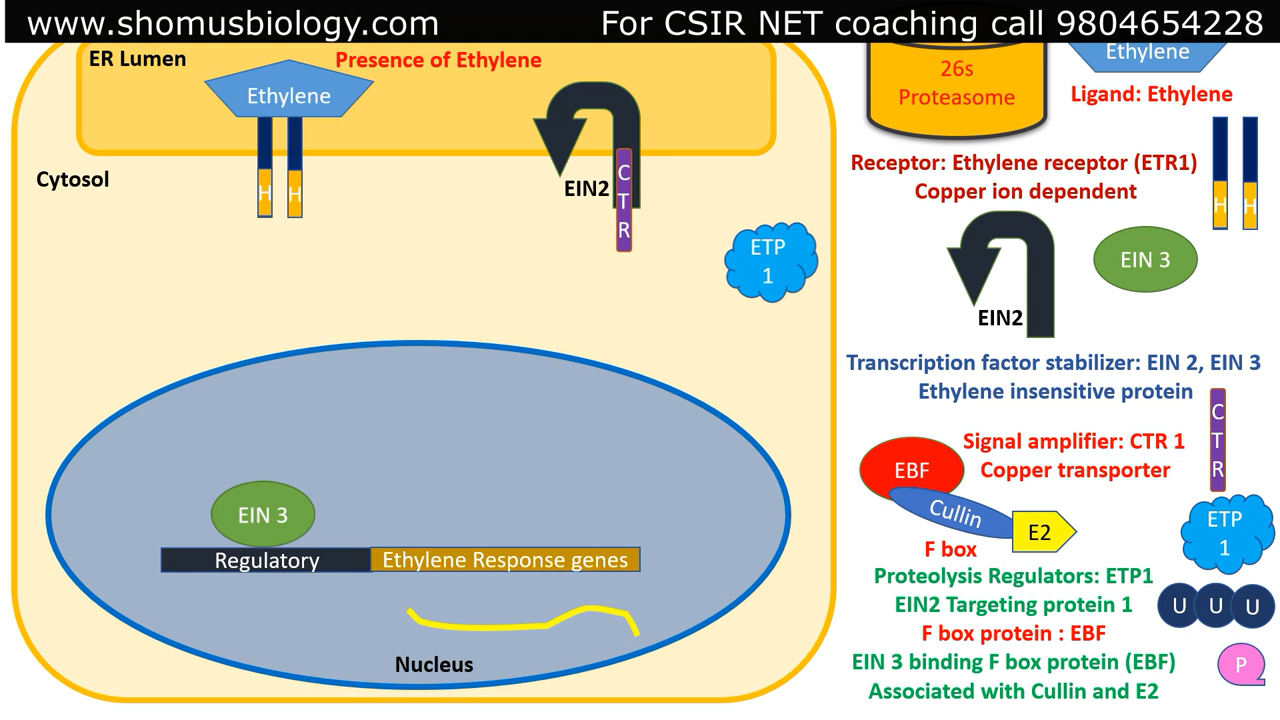 www.shomusbiology.com
For CSIR NET coaching call 9804654228
ER Lumen
Presence of Ethylene
Ethylene
H
H
EIN2
C
T
R
Cytosol
ETP
1
EIN 3
Regulatory
Ethylene Response genes
Nucleus
26s
Proteasome
Ethylene
Ligand: Ethylene
Receptor: Ethylene receptor (ETR1)
Copper ion dependent
H
H
EIN2
EIN 3
Transcription factor stabilizer: EIN 2, EIN 3
Ethylene insensitive protein
C
T
R
Signal amplifier: CTR 1
Copper transporter
EBF
Cullin
E2
F box
ETP
1
Proteolysis Regulators: ETP1
EIN2 Targeting protein 1
U U U
F box protein : EBF
EIN 3 binding F box protein (EBF)
P
Associated with Cullin and E2